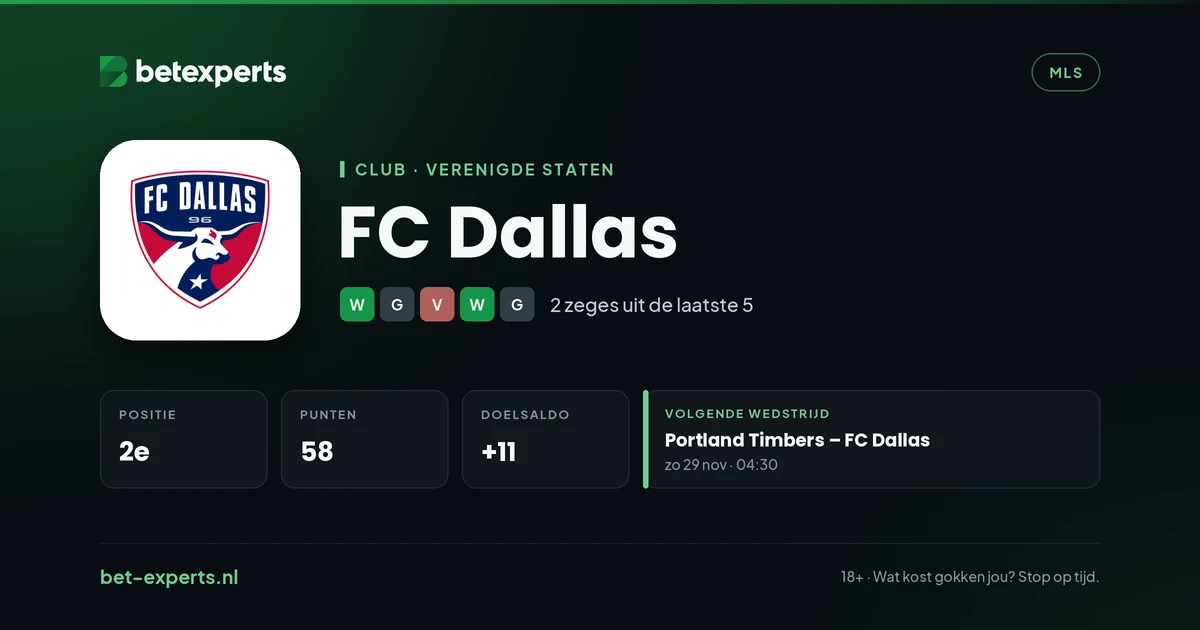 betexperts
MLS
FC DALLAS
96
CLUB · VERENIGDE STATEN
FC Dallas
W G V W G 2 zeges uit de laatste 5
POSITIE
2e
PUNTEN
58
DOELSALDO
+11
VOLGENDE WEDSTRIJD
Portland Timbers – FC Dallas
zo 29 nov · 04:30
bet-experts.nl
18+ · Wat kost gokken jou? Stop op tijd.